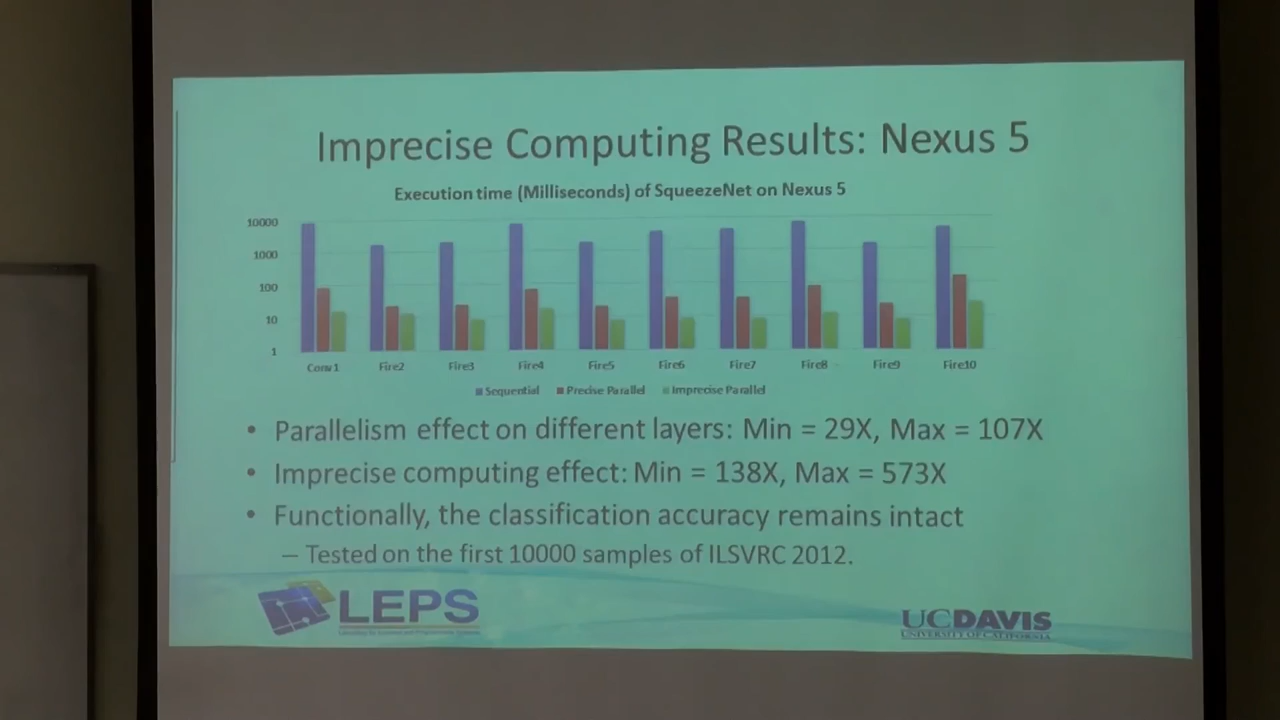 Imprecise Computing Results: Nexus 5
Execution time (Milliseconds) of SqueezeNet on Nexus 5
10000
1000
100
10
1
Conv1 Fire2 Fire3 Fire4 Fire5 Fire6 Fire7 Fire8 Fire9 Fire10
Sequential Precise Parallel Imprecise Parallel
• Parallelism effect on different layers: Min = 29X, Max = 107X
• Imprecise computing effect: Min = 138X, Max = 573X
• Functionally, the classification accuracy remains intact
– Tested on the first 10000 samples of ILSVRC 2012.
LEPS
UCDAVIS
UNIVERSITY OF CALIFORNIA